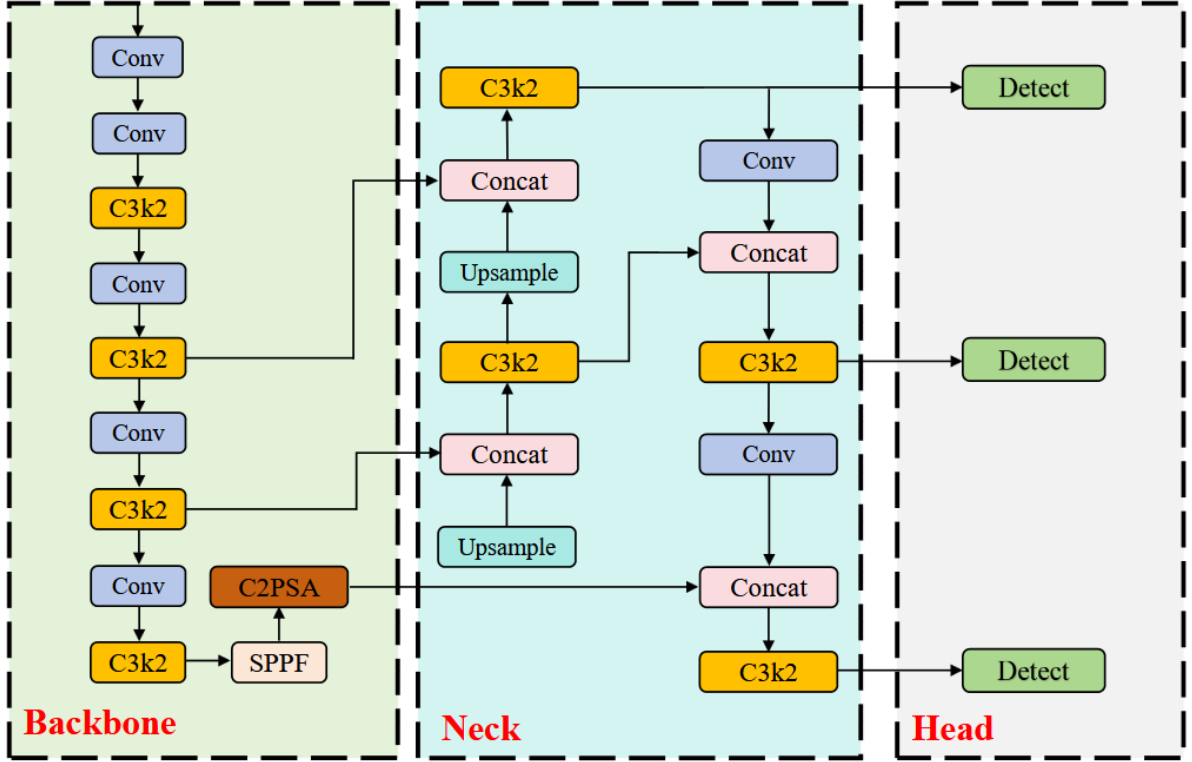 Conv
Conv
C3k2
Conv
C3k2
Conv
C3k2
Conv
C3k2
SPPF
C2PSA
Backbone
C3k2
Concat
Upsample
C3k2
Concat
Upsample
Conv
Concat
C3k2
Conv
Concat
C3k2
Neck
Detect
Detect
Detect
Head